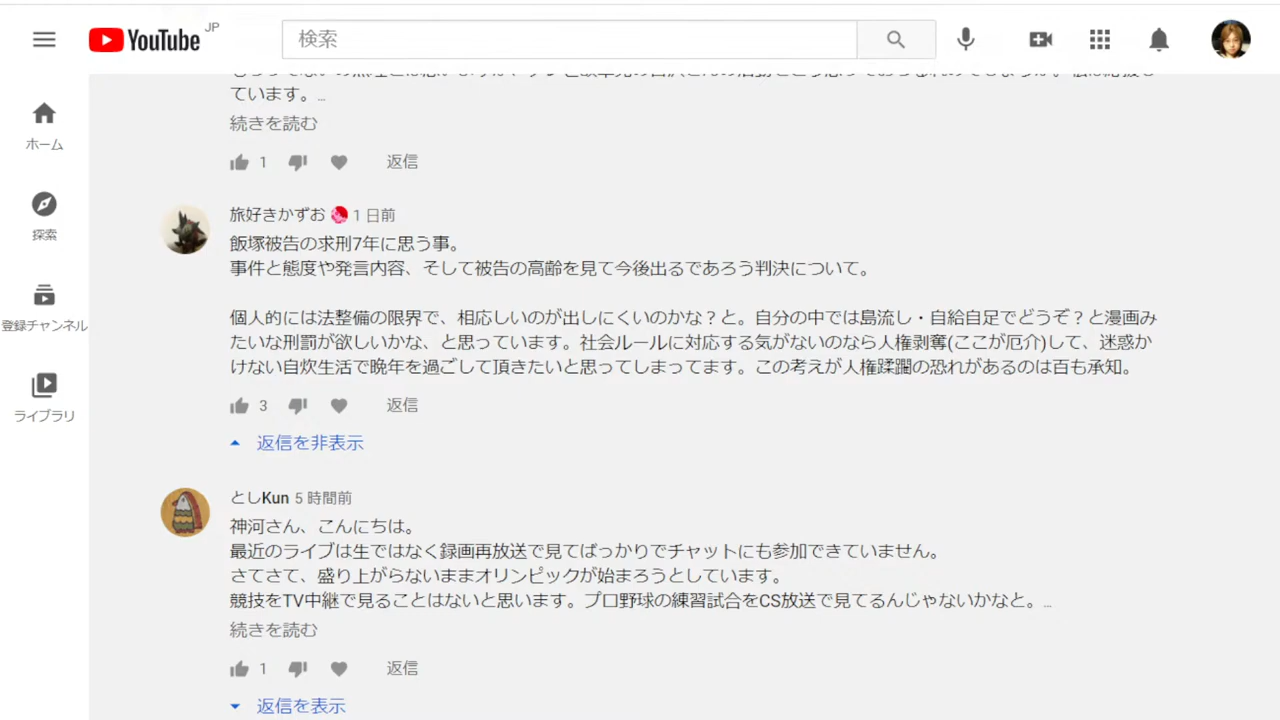 YouTube JP
検索
ています。...
続きを読む
1 返信
ホーム
探索
登録チャンネル
ライブラリ
旅好きかずお 1 日前
飯塚被告の求刑7年に思う事。
事件と態度や発言内容、そして被告の高齢を見て今後出るであろう判決について。
個人的には法整備の限界で、相応しいのが出しにくいのかな？と。自分の中では島流し・自給自足でどうぞ？と漫画み
たいな刑罰が欲しいかな、と思っています。社会ルールに対応する気がないのなら人権剥奪(ここが厄介)して、迷惑か
けない自炊生活で晩年を過ごして頂きたいと思ってしまってます。この考えが人権蹂躙の恐れがあるのは百も承知。
3 返信
返信を非表示
としKun 5 時間前
神河さん、こんにちは。
最近のライブは生ではなく録画再放送で見てばっかりでチャットにも参加できていません。
さてさて、盛り上がらないままオリンピックが始まろうとしています。
競技をTV中継で見ることはないと思います。プロ野球の練習試合をCS放送で見てるんじゃないかなと。...
続きを読む
1 返信
返信を表示